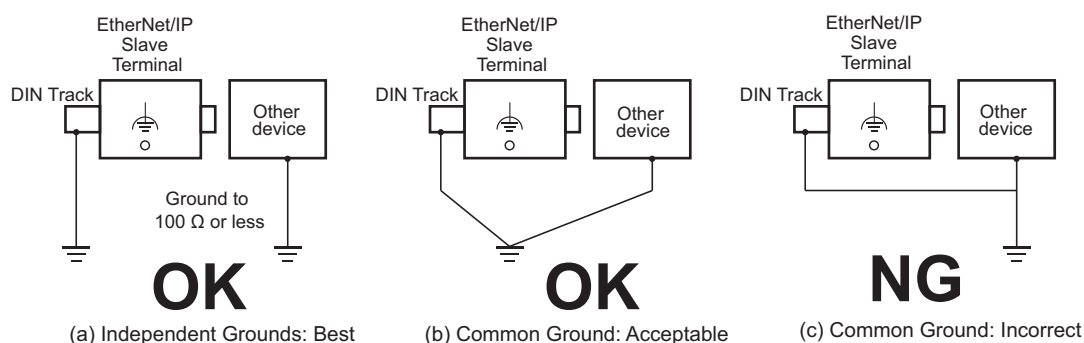 EtherNet/IP
Slave
Terminal
DIN Track
Other
device
Ground to
100 Ω or less
OK
(a) Independent Grounds: Best
EtherNet/IP
Slave
Terminal
DIN Track
Other
device
OK
(b) Common Ground: Acceptable
EtherNet/IP
Slave
Terminal
DIN Track
Other
device
NG
(c) Common Ground: Incorrect